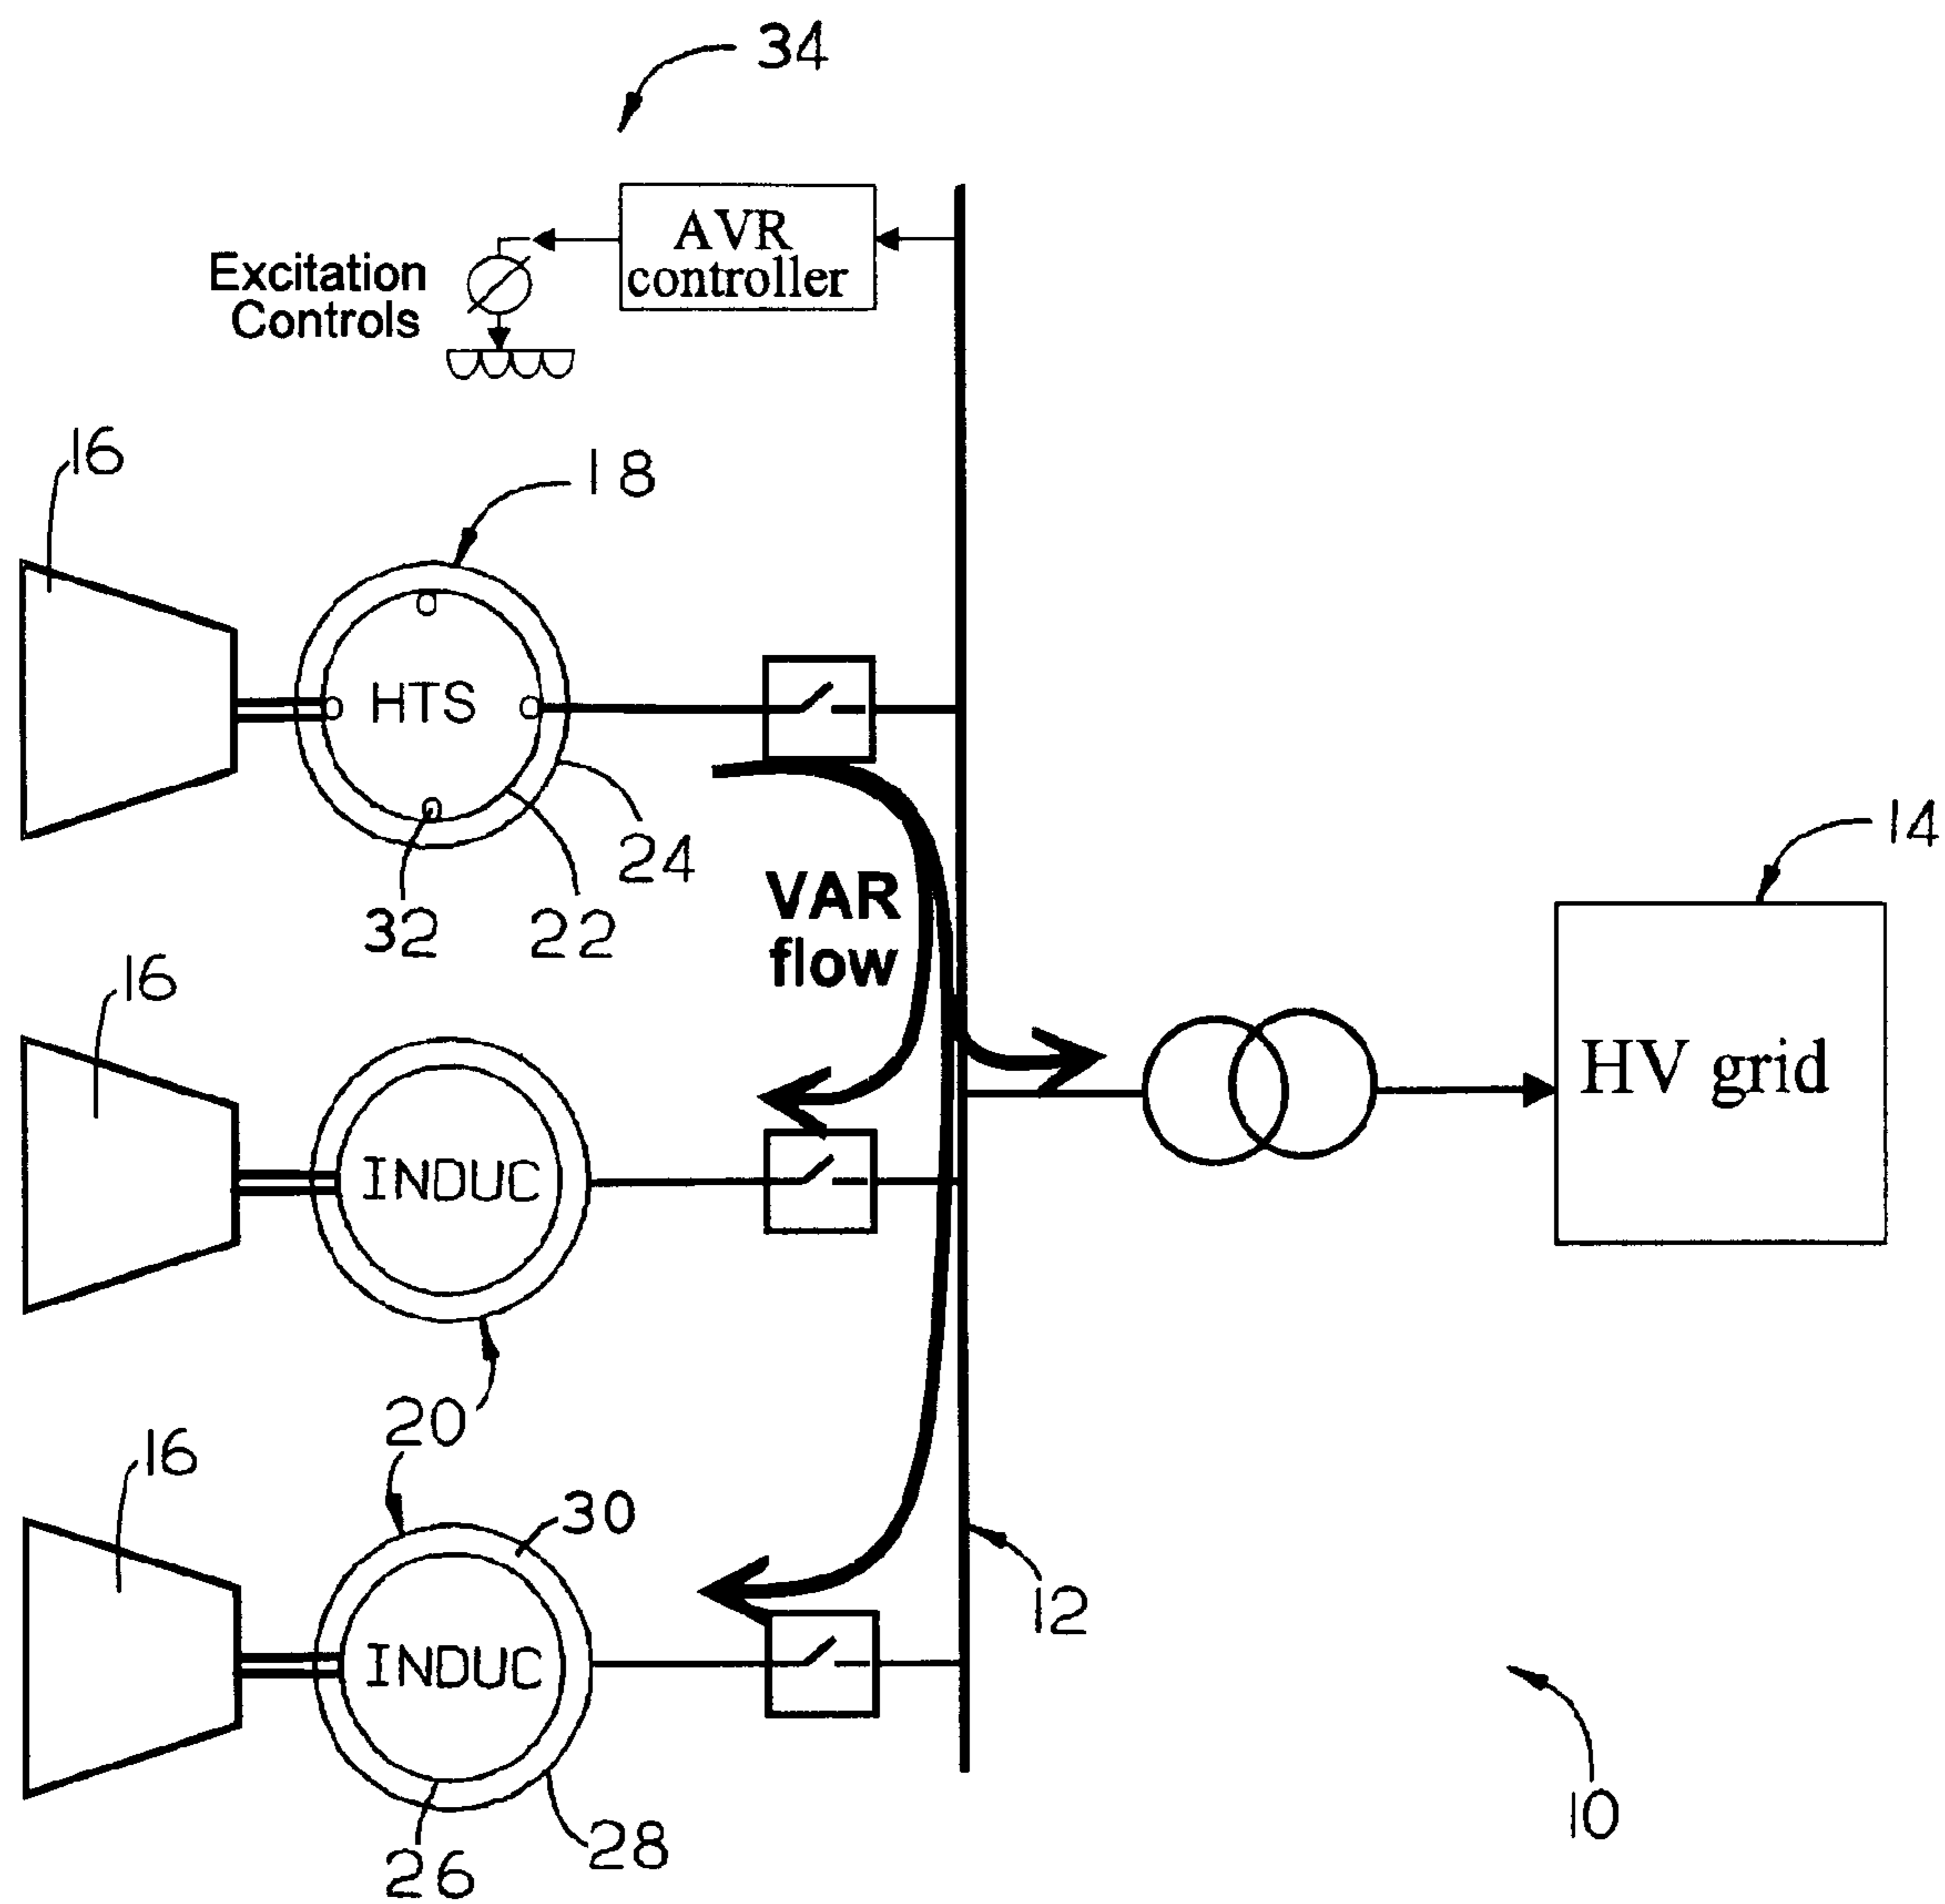 34
AVR
controller
Excitation
Controls
16
18
HTS
24
32
22
VAR
flow
14
16
HV grid
INDUC
20
16
30
12
INDUC
28
26
10